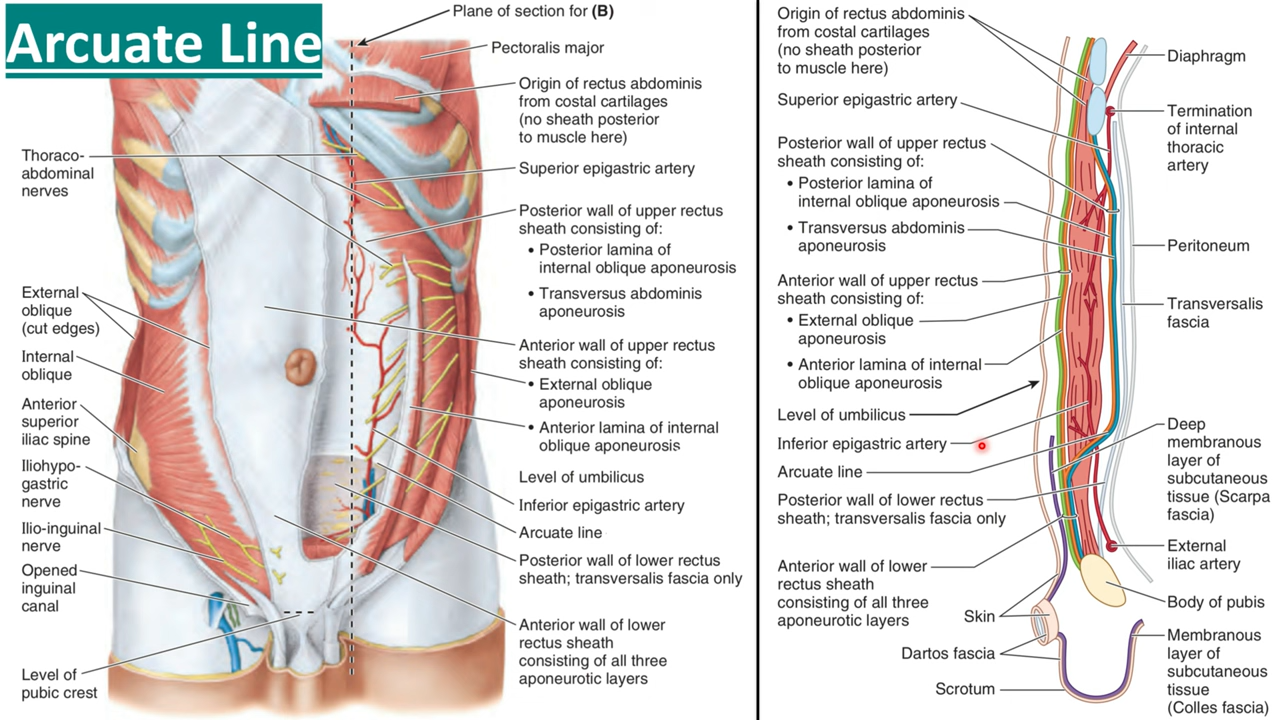 Arcuate Line
Plane of section for (B)
Pectoralis major
Origin of rectus abdominis
from costal cartilages
(no sheath posterior
to muscle here)
Superior epigastric artery
Posterior wall of upper rectus
sheath consisting of:
• Posterior lamina of
internal oblique aponeurosis
• Transversus abdominis
aponeurosis
Anterior wall of upper rectus
sheath consisting of:
• External oblique
aponeurosis
• Anterior lamina of internal
oblique aponeurosis
Level of umbilicus
Inferior epigastric artery
Arcuate line
Posterior wall of lower rectus
sheath; transversalis fascia only
Anterior wall of lower
rectus sheath
consisting of all three
aponeurotic layers
Thoraco-
abdominal
nerves
External
oblique
(cut edges)
Internal
oblique
Anterior
superior
iliac spine
Iliohypo-
gastric
nerve
Ilio-inguinal
nerve
Opened
inguinal
canal
Level of
pubic crest
Origin of rectus abdominis
from costal cartilages
(no sheath posterior
to muscle here)
Superior epigastric artery
Posterior wall of upper rectus
sheath consisting of:
• Posterior lamina of
internal oblique aponeurosis
• Transversus abdominis
aponeurosis
Anterior wall of upper rectus
sheath consisting of:
• External oblique
aponeurosis
• Anterior lamina of internal
oblique aponeurosis
Level of umbilicus
Inferior epigastric artery
Arcuate line
Posterior wall of lower rectus
sheath; transversalis fascia only
Anterior wall of lower
rectus sheath
consisting of all three
aponeurotic layers
Skin
Dartos fascia
Scrotum
Diaphragm
Termination
of internal
thoracic
artery
Peritoneum
Transversalis
fascia
Deep
membranous
layer of
subcutaneous
tissue (Scarpa
fascia)
External
iliac artery
Body of pubis
Membranous
layer of
subcutaneous
tissue
(Colles fascia)